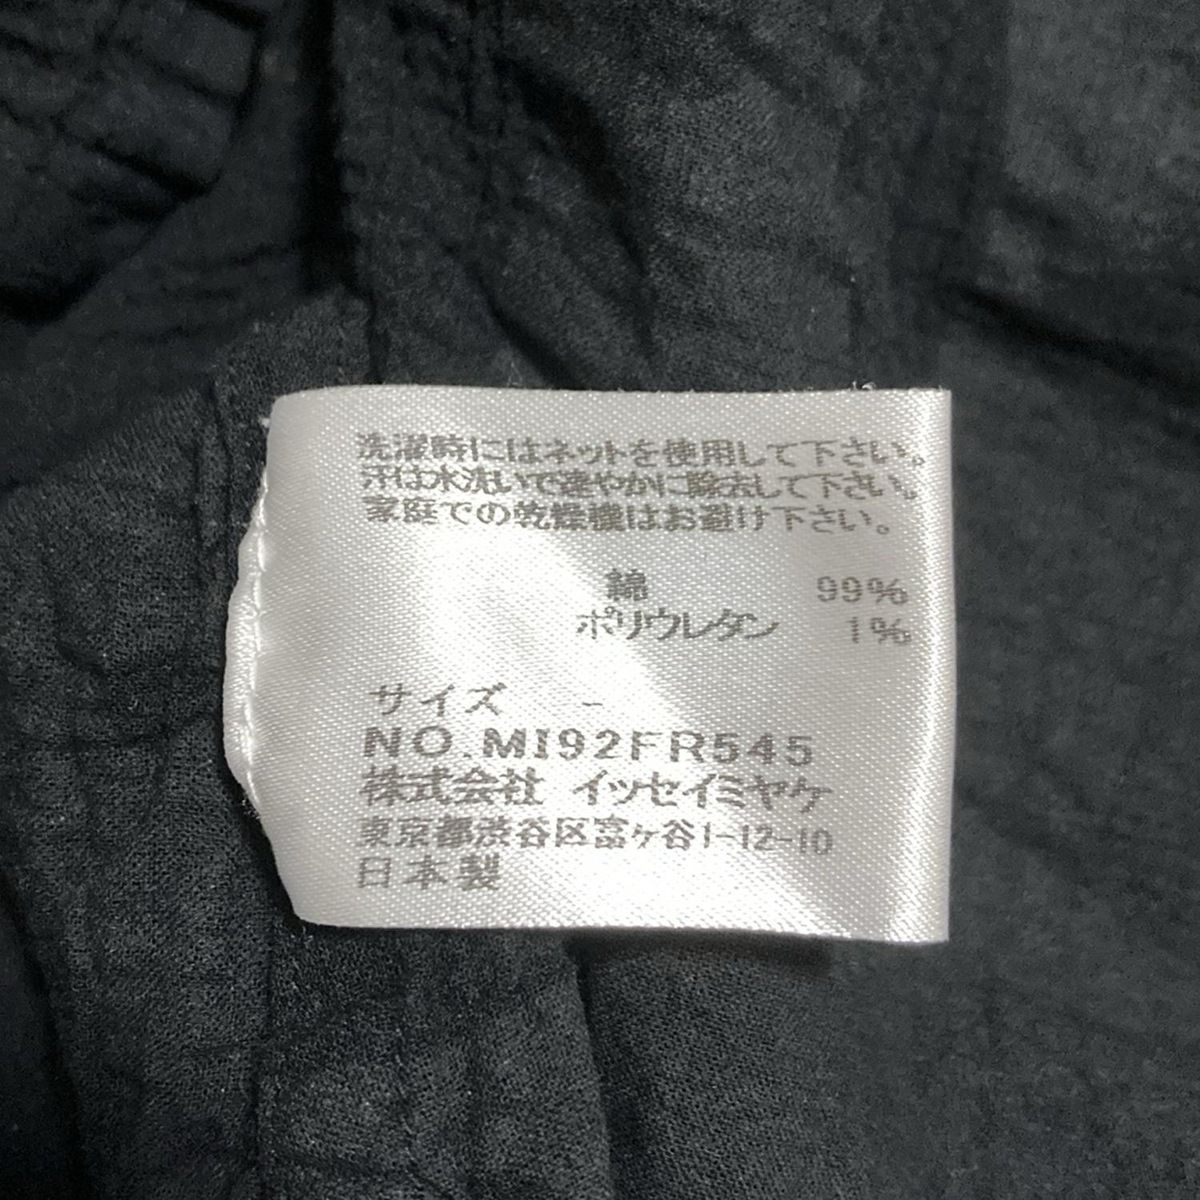 洗濯時にはネットを使用して下さい。
汗は水洗いで速やかに除去して下さい。
家庭での乾燥機はお避け下さい。
綿 99%
ポリウレタン 1%
サイズ -
NO.MI92FR545
株式会社 イッセイミヤケ
東京都渋谷区富ヶ谷1-12-10
日本製